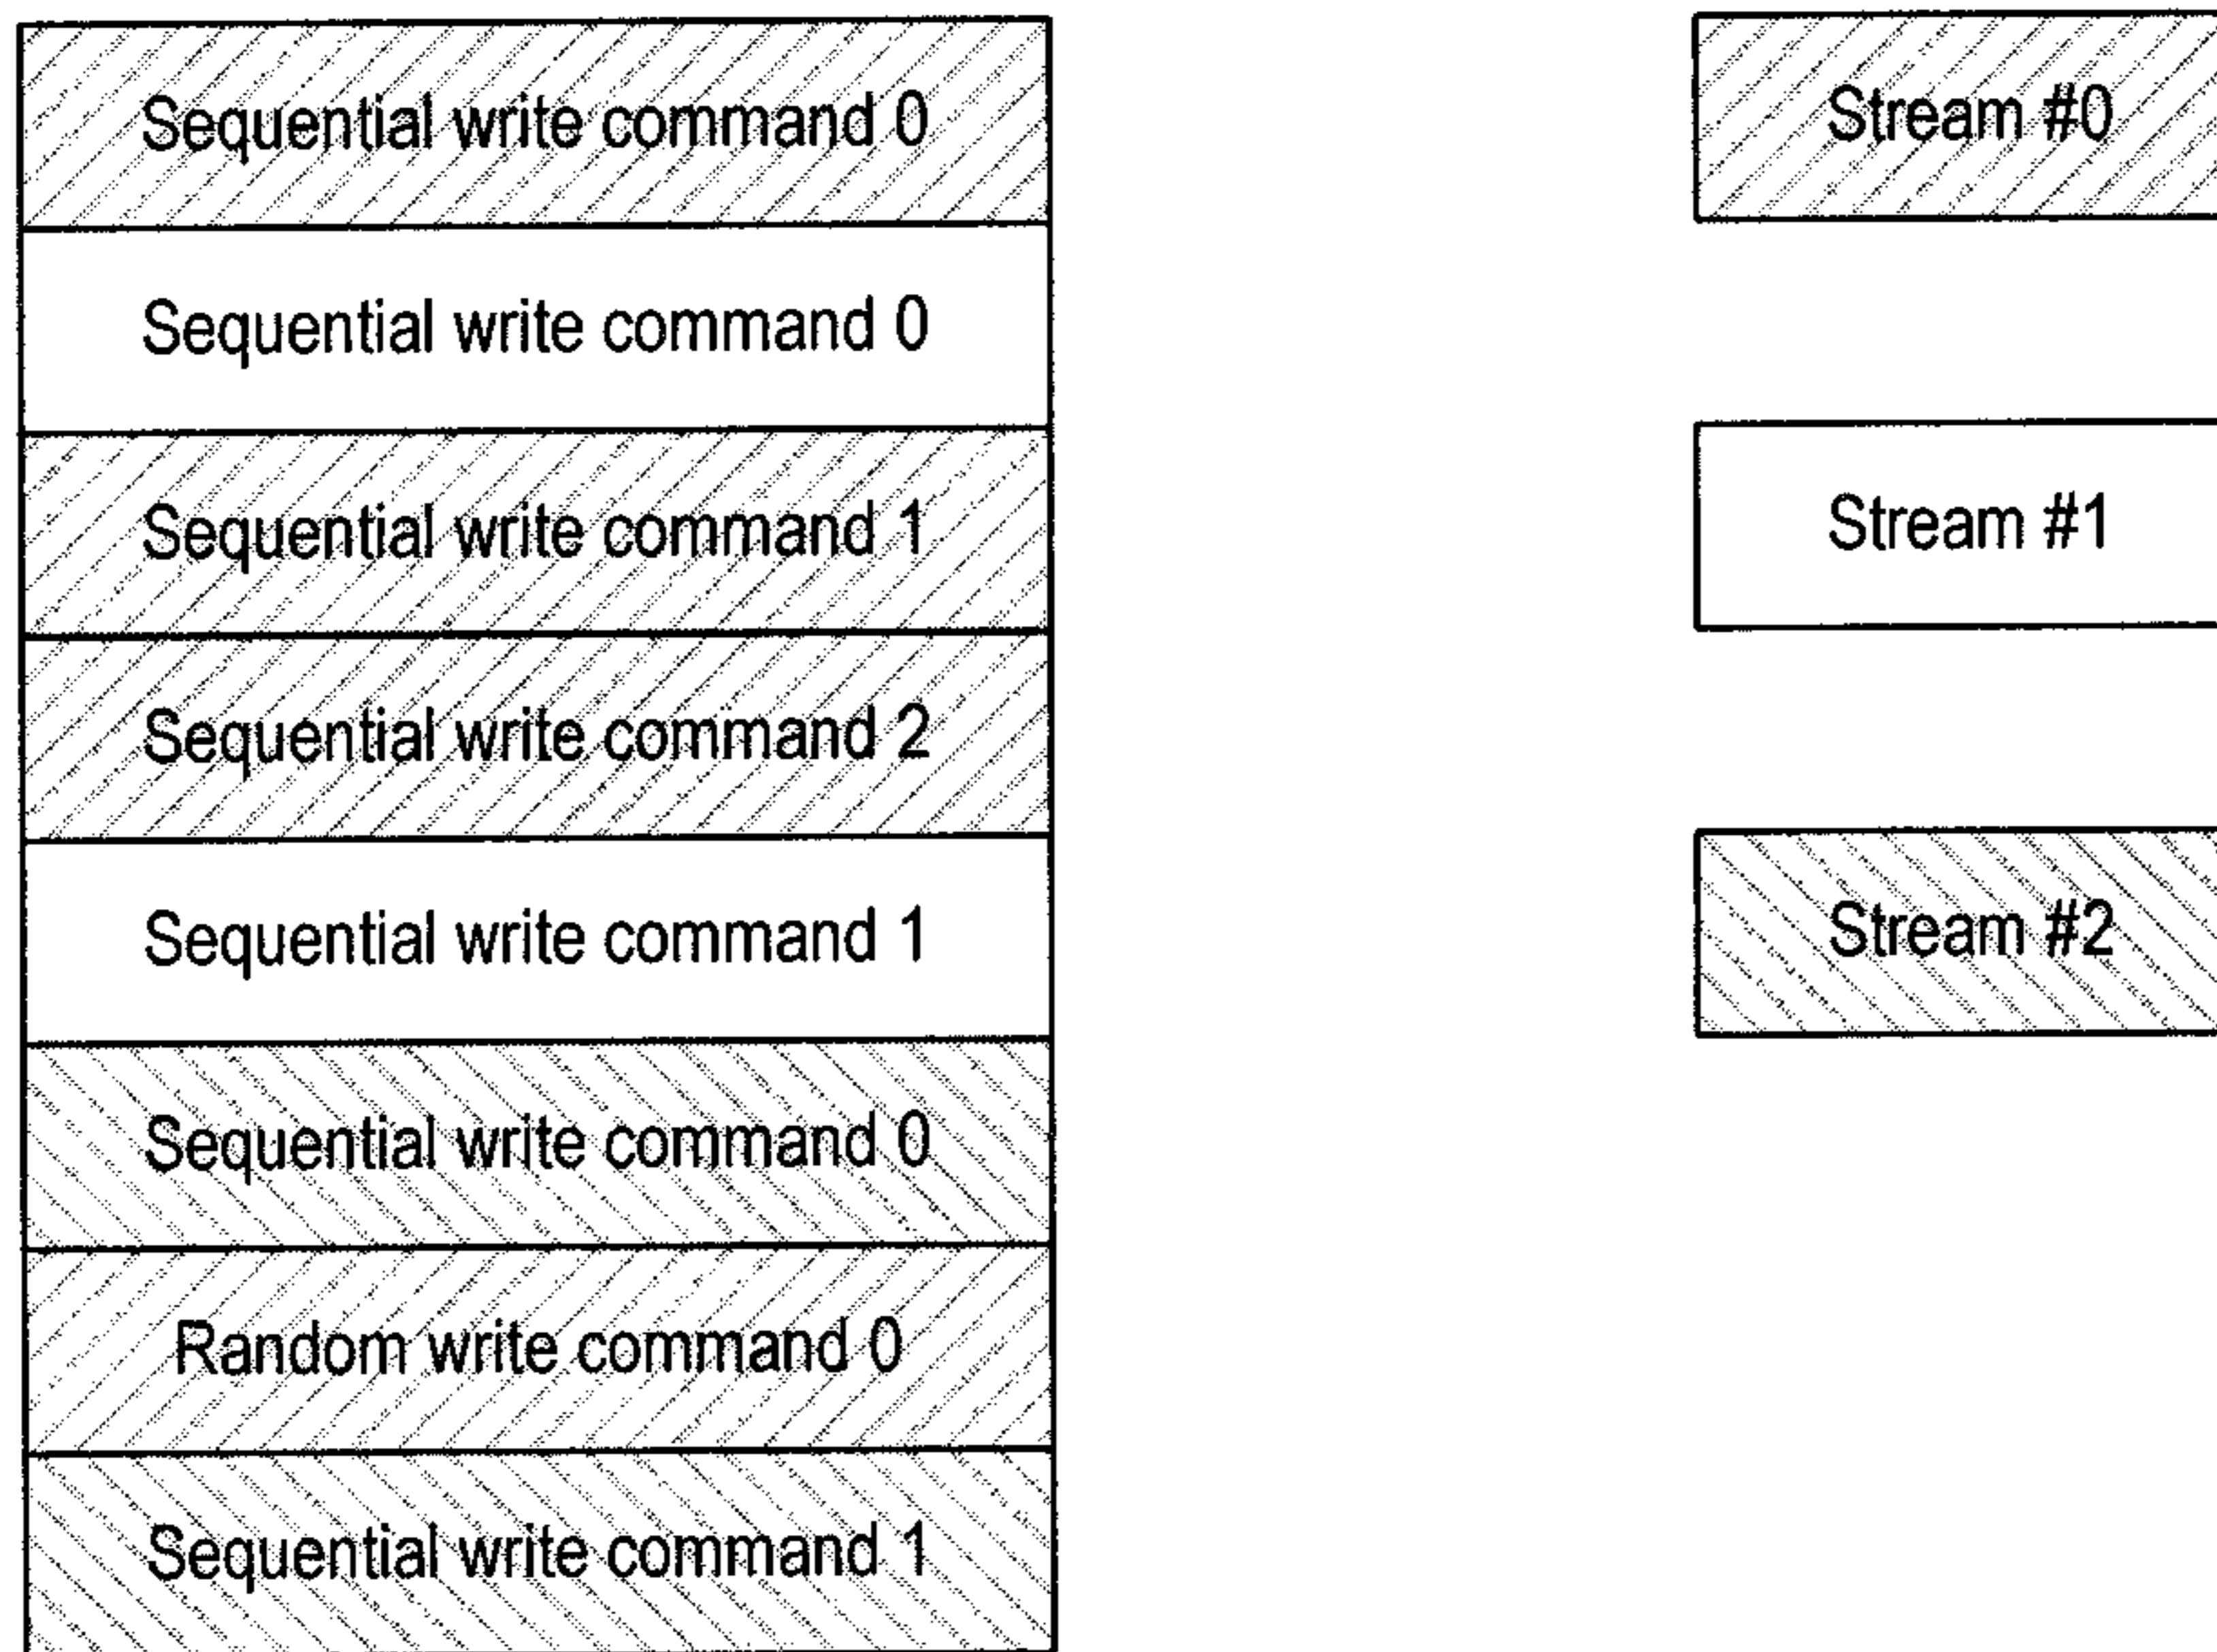 Sequential write command 0
Sequential write command 0
Sequential write command 1
Sequential write command 2
Sequential write command 1
Sequential write command 0
Random write command 0
Sequential write command 1
Stream #0
Stream #1
Stream #2